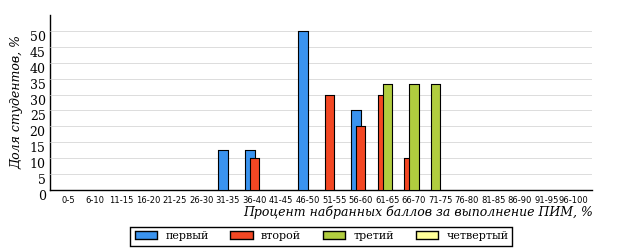 Доля студентов, %
50
45
40
35
30
25
20
15
10
5
0
0-5 6-10 11-15 16-20 21-25 26-30 31-35 36-40 41-45 46-50 51-55 56-60 61-65 66-70 71-75 76-80 81-85 86-90 91-95 96-100
Процент набранных баллов за выполнение ПИМ, %
первый второй третий четвертый